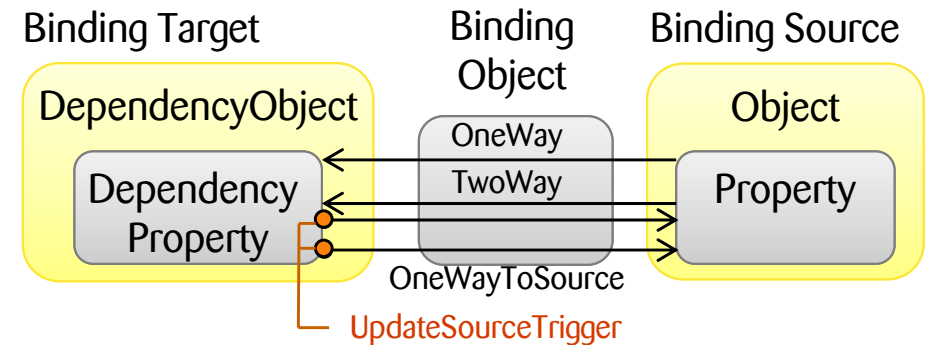 Binding Target
Binding
Object
Binding Source
DependencyObject
Object
OneWay
TwoWay
Dependency
Property
Property
OneWayToSource
UpdateSourceTrigger